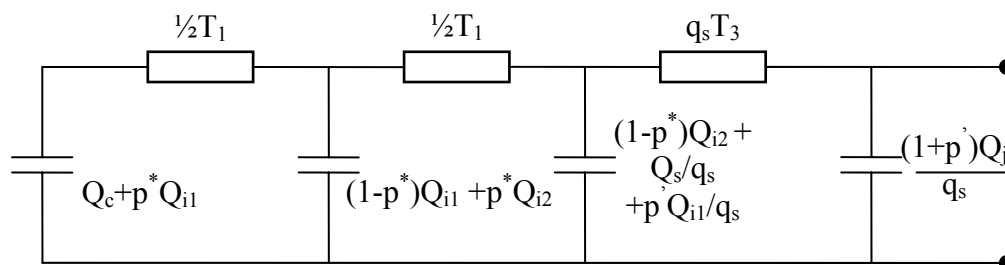 ½T₁
½T₁
qₛT₃
Q꜀+p*Qᵢ₁
(1-p*)Qᵢ₁ +p*Qᵢ₂
(1-p*)Qᵢ₂ +
Qₛ/qₛ
+p’Qᵢ₁/qₛ
(1+p’)Qⱼ
qₛ